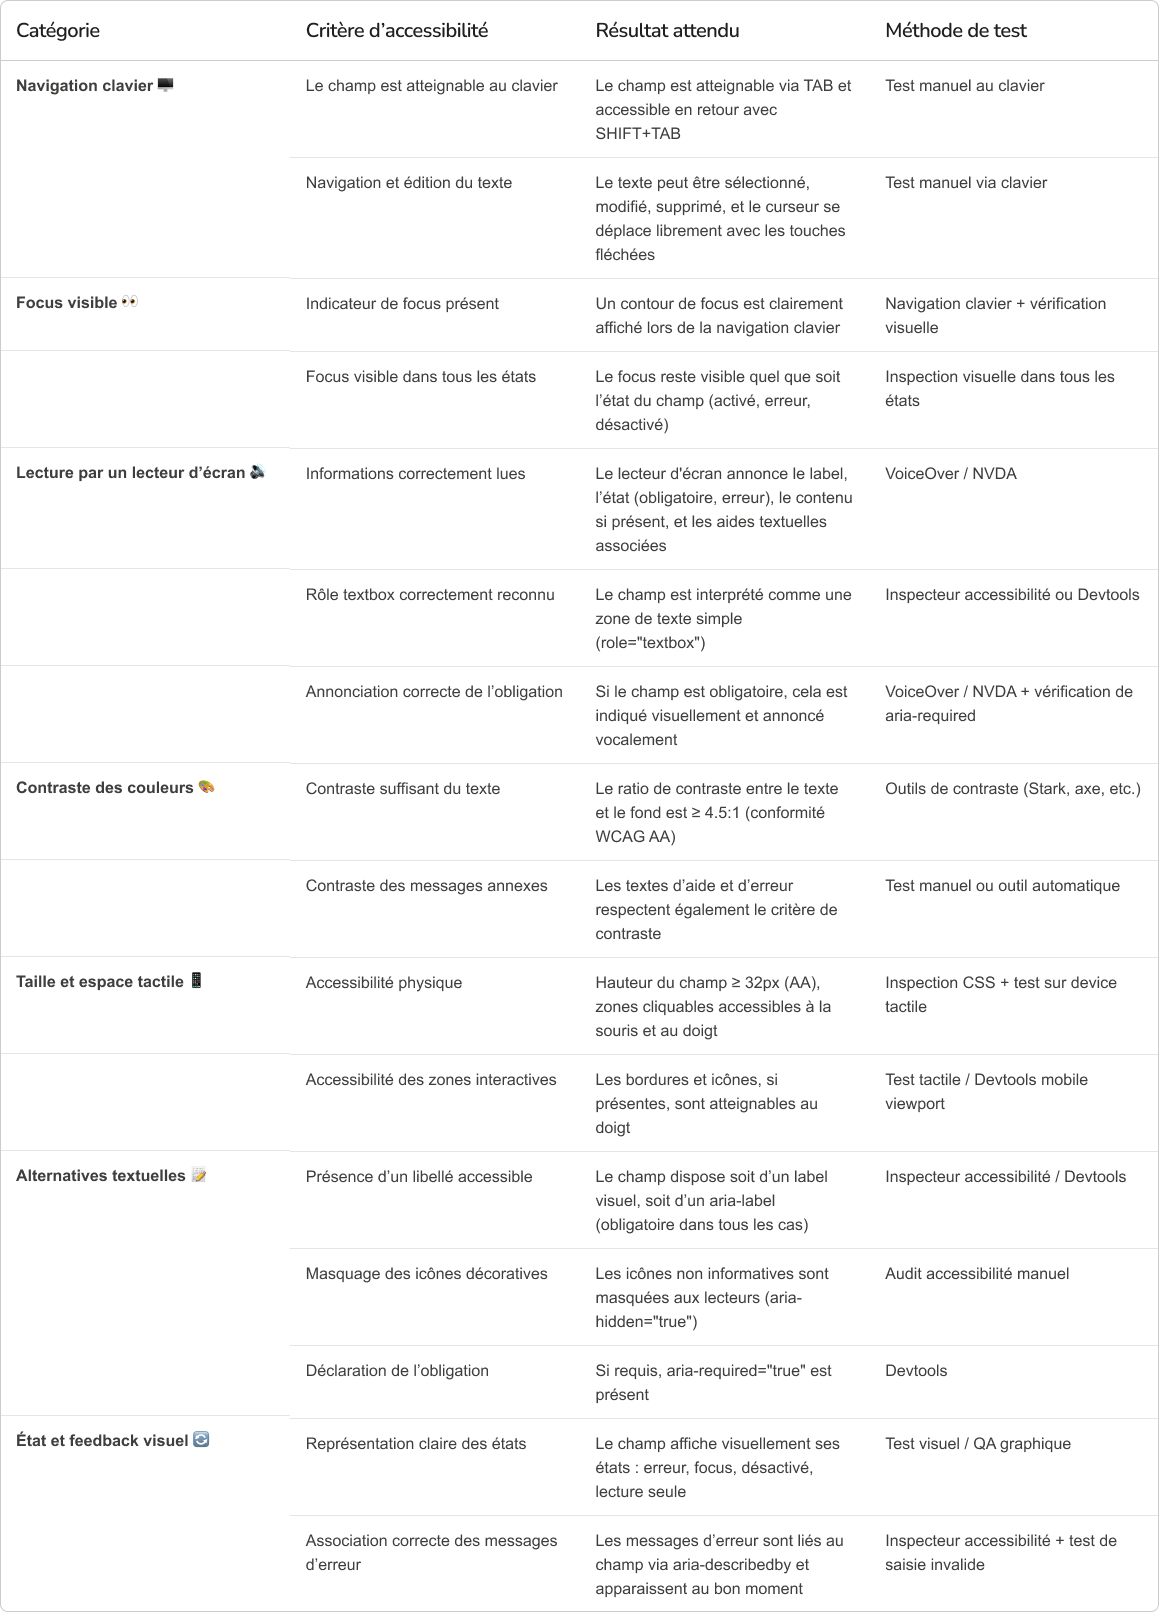 Catégorie
Critère d’accessibilité
Résultat attendu
Méthode de test
Navigation clavier
Le champ est atteignable au clavier
Le champ est atteignable via TAB et
accessible en retour avec
SHIFT+TAB
Test manuel au clavier
Navigation et édition du texte
Le texte peut être sélectionné,
modifié, supprimé, et le curseur se
déplace librement avec les touches
fléchées
Test manuel via clavier
Focus visible
Indicateur de focus présent
Un contour de focus est clairement
affiché lors de la navigation clavier
Navigation clavier + vérification
visuelle
Focus visible dans tous les états
Le focus reste visible quel que soit
l’état du champ (activé, erreur,
désactivé)
Inspection visuelle dans tous les
états
Lecture par un lecteur d’écran
Informations correctement lues
Le lecteur d'écran annonce le label,
l’état (obligatoire, erreur), le contenu
si présent, et les aides textuelles
associées
VoiceOver / NVDA
Rôle textbox correctement reconnu
Le champ est interprété comme une
zone de texte simple
(role="textbox")
Inspecteur accessibilité ou Devtools
Annonciation correcte de l’obligation
Si le champ est obligatoire, cela est
indiqué visuellement et annoncé
vocalement
VoiceOver / NVDA + vérification de
aria-required
Contraste des couleurs
Contraste suffisant du texte
Le ratio de contraste entre le texte
et le fond est ≥ 4.5:1 (conformité
WCAG AA)
Outils de contraste (Stark, axe, etc.)
Contraste des messages annexes
Les textes d’aide et d’erreur
respectent également le critère de
contraste
Test manuel ou outil automatique
Taille et espace tactile
Accessibilité physique
Hauteur du champ ≥ 32px (AA),
zones cliquables accessibles à la
souris et au doigt
Inspection CSS + test sur device
tactile
Accessibilité des zones interactives
Les bordures et icônes, si
présentes, sont atteignables au
doigt
Test tactile / Devtools mobile
viewport
Alternatives textuelles
Présence d’un libellé accessible
Le champ dispose soit d’un label
visuel, soit d’un aria-label
(obligatoire dans tous les cas)
Inspecteur accessibilité / Devtools
Masquage des icônes décoratives
Les icônes non informatives sont
masquées aux lecteurs (aria-
hidden="true")
Audit accessibilité manuel
Déclaration de l’obligation
Si requis, aria-required="true" est
présent
Devtools
État et feedback visuel
Représentation claire des états
Le champ affiche visuellement ses
états : erreur, focus, désactivé,
lecture seule
Test visuel / QA graphique
Association correcte des messages
d’erreur
Les messages d’erreur sont liés au
champ via aria-describedby et
apparaissent au bon moment
Inspecteur accessibilité + test de
saisie invalide